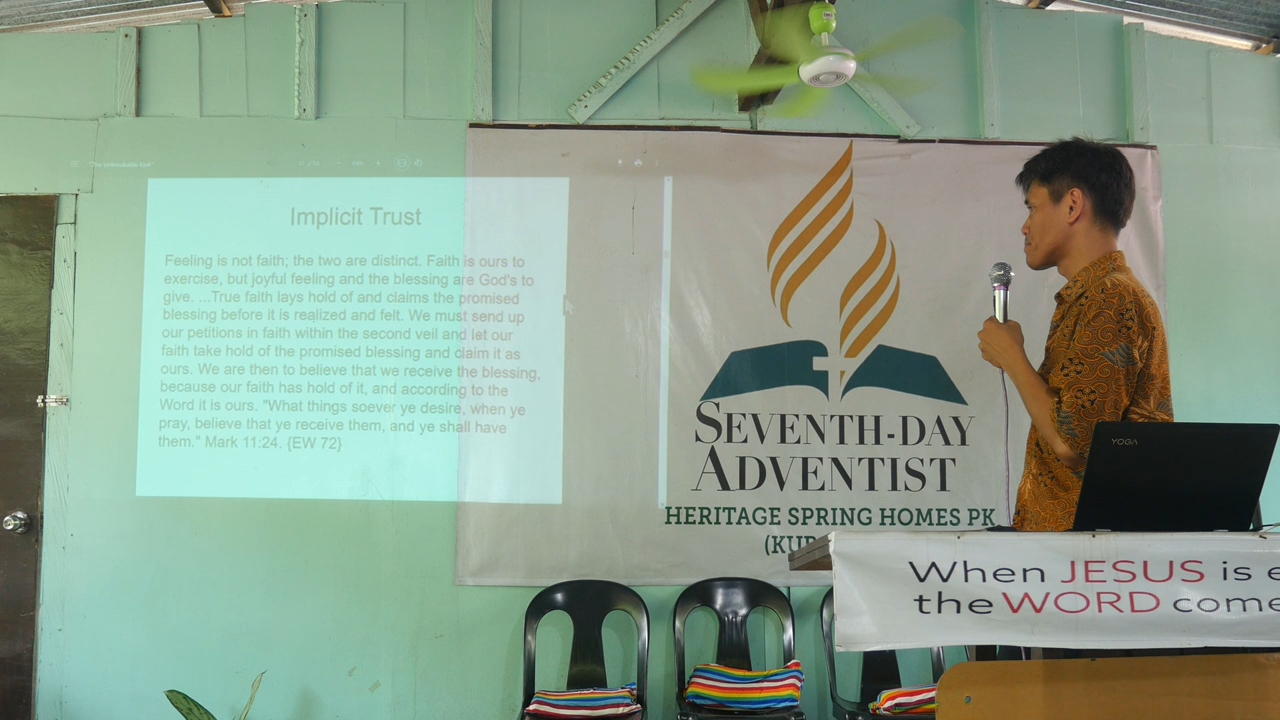 Implicit Trust
Feeling is not faith; the two are distinct. Faith is ours to
exercise, but joyful feeling and the blessing are God's to
give. ...True faith lays hold of and claims the promised
blessing before it is realized and felt. We must send up
our petitions in faith within the second veil and let our
faith take hold of the promised blessing and claim it as
ours. We are then to believe that we receive the blessing,
because our faith has hold of it, and according to the
Word it is ours. "What things soever ye desire, when ye
pray, believe that ye receive them, and ye shall have
them." Mark 11:24. {EW 72}
SEVENTH-DAY
ADVENTIST
HERITAGE SPRING HOMES PK
YOGA
When JESUS is
the WORD come